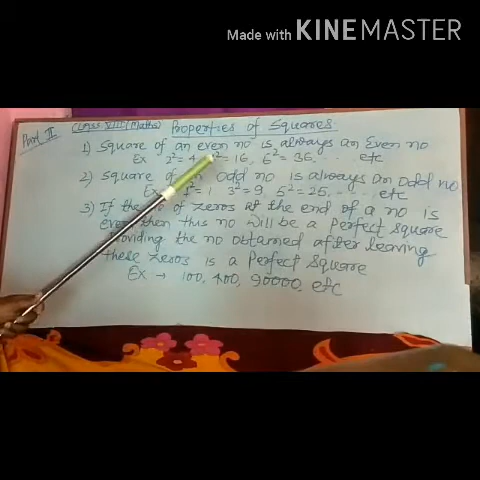 Made with KINEMASTER
Part II
Class VIII (Maths) Properties of Squares
1) Square of an even no is always an Even no
Ex 2²= 4 ²= 16, 6²= 36, . . . etc
2) Square of an odd no is always an odd no
Ex 1²= 1 3²= 9, 5²= 25, . . . . etc
3) If the no of zeros at the end of a no is
even then this no will be a Perfect Square
Providing the no obtained after leaving
these zeros is a Perfect Square
Ex → 100, 400, 90000, etc